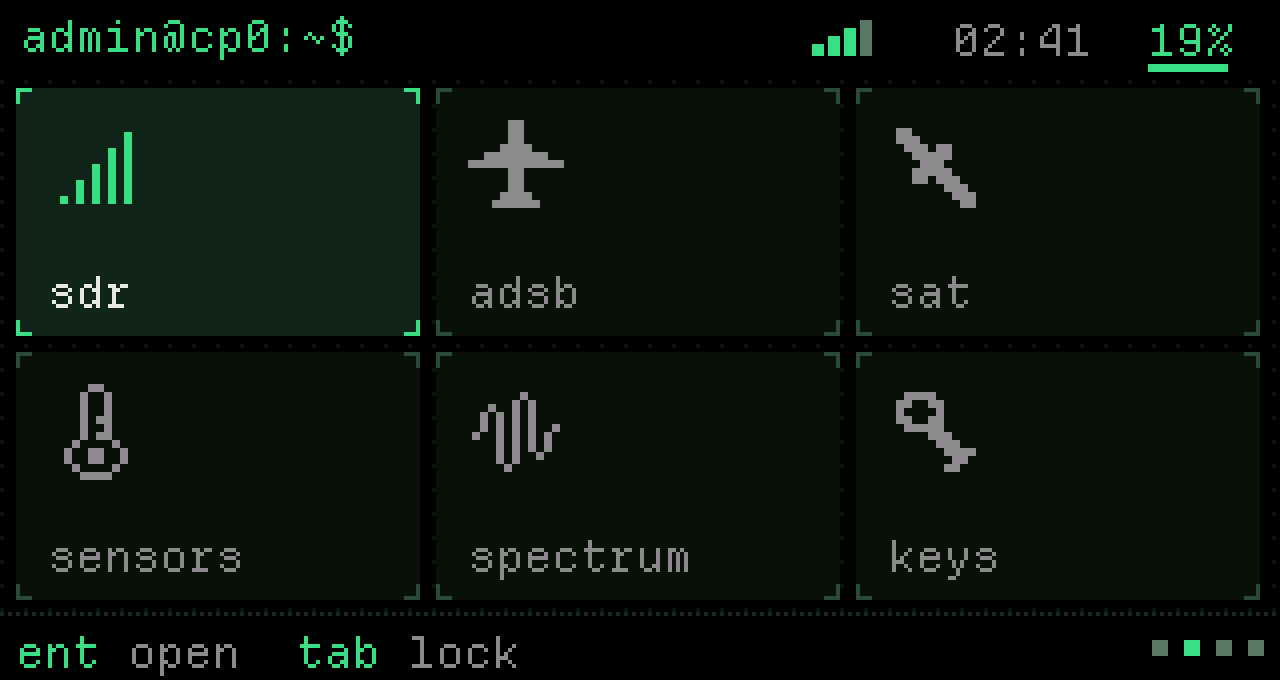 admin@cp0:~$ 02:41 19%
sdr adsb sat
sensors spectrum keys
ent open tab lock